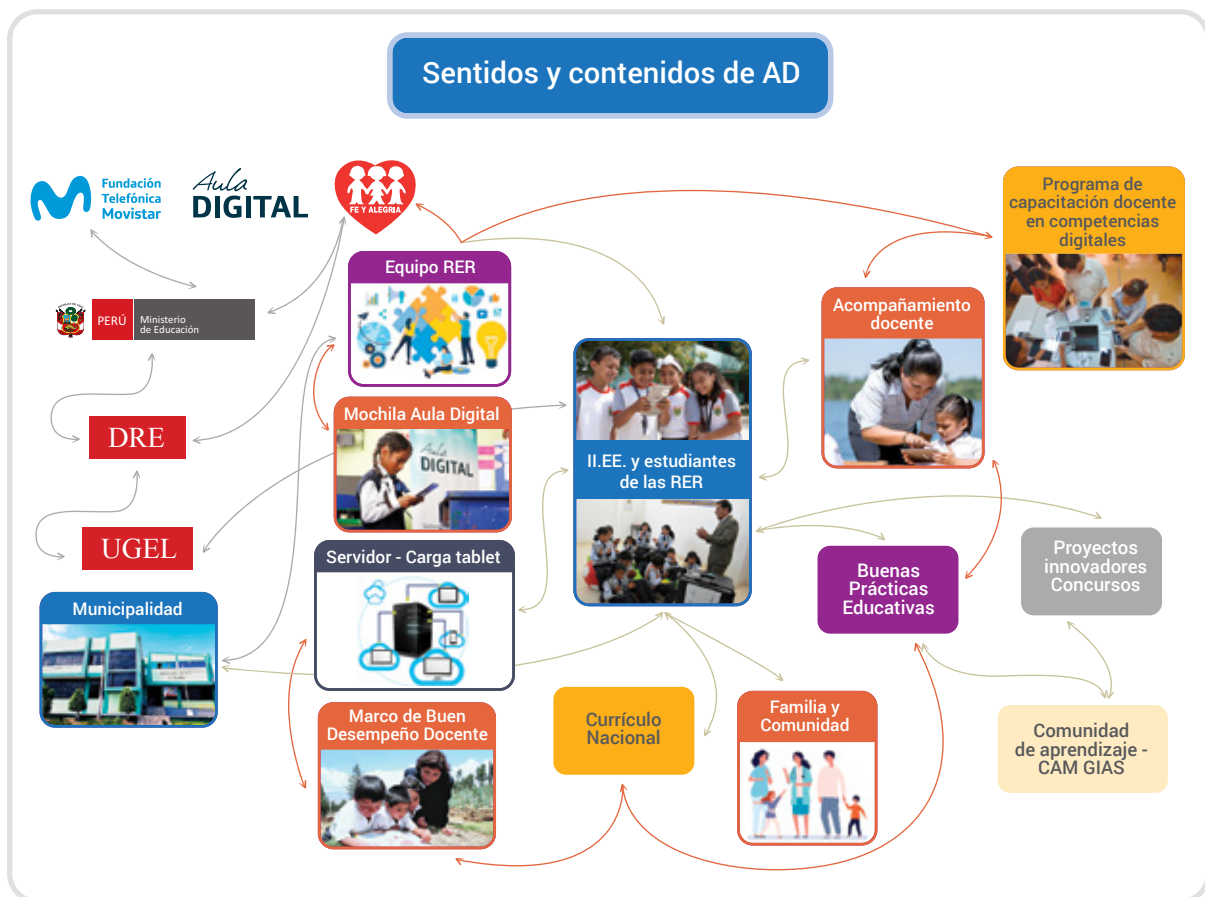 Sentidos y contenidos de AD
Fundación
Telefónica
Movistar
Aula
DIGITAL
FE Y ALEGRIA
Programa de
capacitación docente
en competencias
digitales
Equipo RER
PERÚ
Ministerio
de Educación
Acompañamiento
docente
Mochila Aula Digital
Aula
DIGITAL
DRE
II.EE. y estudiantes
de las RER
UGEL
Servidor - Carga tablet
Buenas
Prácticas
Educativas
Proyectos
innovadores
Concursos
Municipalidad
Marco de Buen
Desempeño Docente
Currículo
Nacional
Familia y
Comunidad
Comunidad
de aprendizaje -
CAM GIAS